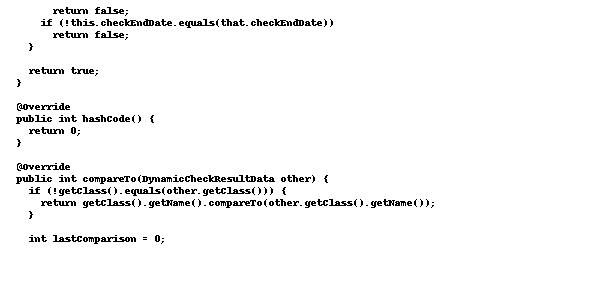 return false;
if (!this.checkEndDate.equals(that.checkEndDate))
return false;
}
return true;
}
@Override
public int hashCode() {
return 0;
}
@Override
public int compareTo(DynamicCheckResultData other) {
if (!getClass().equals(other.getClass())) {
return getClass().getName().compareTo(other.getClass().getName());
}
int lastComparison = 0;